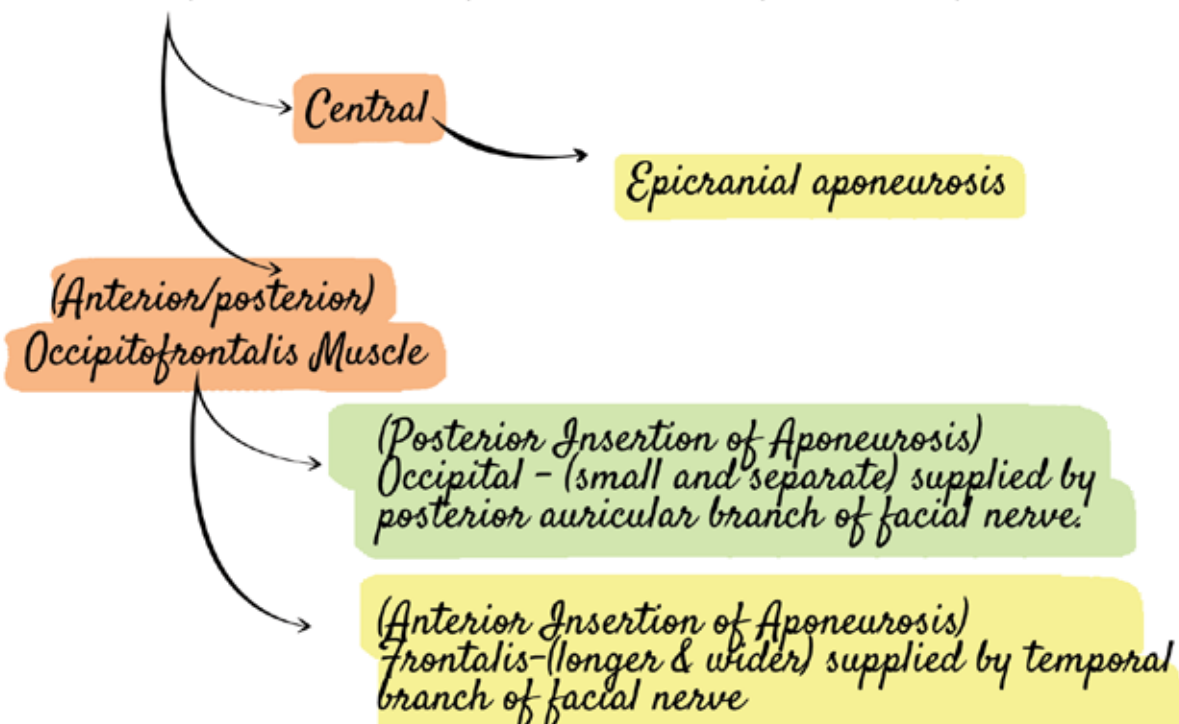 Central
Epicranial aponeurosis
(Anterior/posterior)
Occipitofrontalis Muscle
(Posterior Insertion of Aponeurosis)
Occipital - (small and separate) supplied by
posterior auricular branch of facial nerve.
(Anterior Insertion of Aponeurosis)
Frontalis-(longer & wider) supplied by temporal
branch of facial nerve